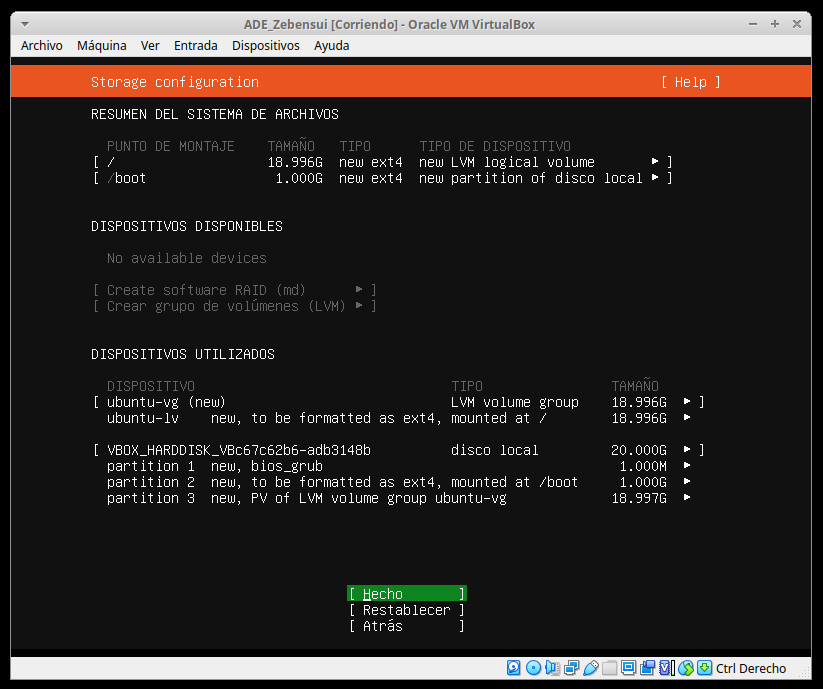 ADE_Zebensui [Corriendo] - Oracle VM VirtualBox
Archivo Máquina Ver Entrada Dispositivos Ayuda
Storage configuration [ Help ]
RESUMEN DEL SISTEMA DE ARCHIVOS
PUNTO DE MONTAJE TAMAÑO TIPO TIPO DE DISPOSITIVO
[ / 18.996G new ext4 new LVM logical volume ▸ ]
[ /boot 1.000G new ext4 new partition of disco local ▸ ]
DISPOSITIVOS DISPONIBLES
No available devices
[ Create software RAID (md) ▸ ]
[ Crear grupo de volúmenes (LVM) ▸ ]
DISPOSITIVOS UTILIZADOS
DISPOSITIVO TIPO TAMAÑO
[ ubuntu-vg (new) LVM volume group 18.996G ▸ ]
ubuntu-lv new, to be formatted as ext4, mounted at / 18.996G ▸
[ VBOX_HARDDISK_VBc67c62b6-adb3148b disco local 20.000G ▸ ]
partition 1 new, bios_grub 1.000M ▸
partition 2 new, to be formatted as ext4, mounted at /boot 1.000G ▸
partition 3 new, PV of LVM volume group ubuntu-vg 18.997G ▸
[ Hecho ]
[ Restablecer ]
[ Atrás ]
Ctrl Derecho